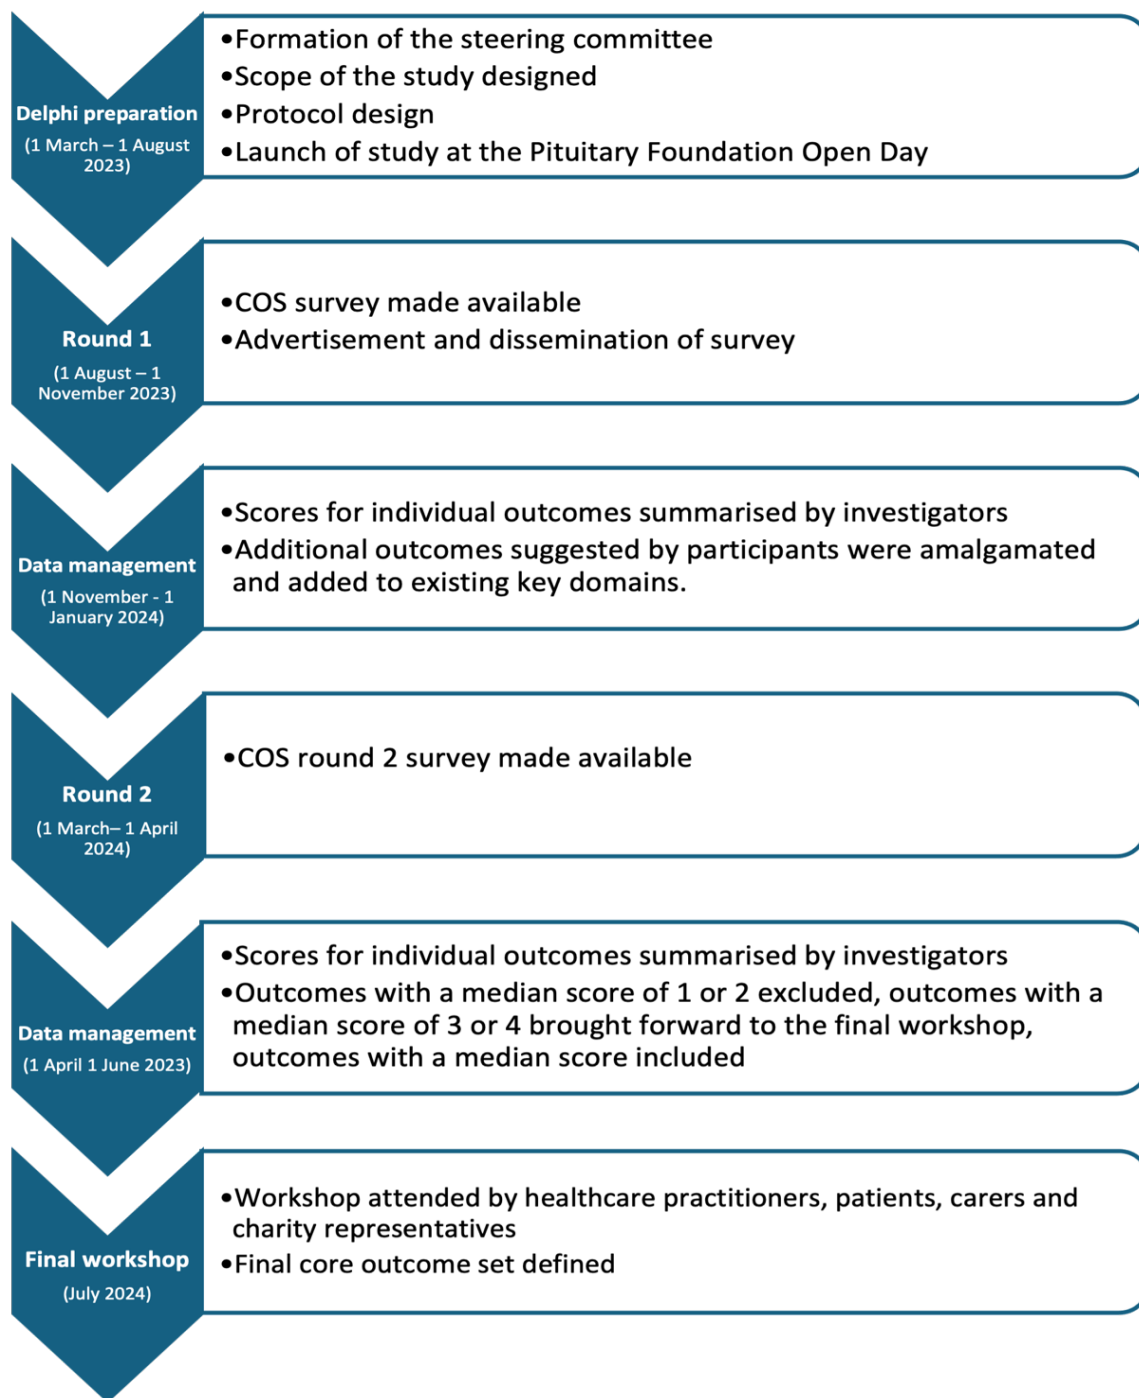 •Formation of the steering committee
•Scope of the study designed
Delphi preparation
(1 March – 1 August
2023)
•Protocol design
•Launch of study at the Pituitary Foundation Open Day
•COS survey made available
•Advertisement and dissemination of survey
Round 1
(1 August – 1
November 2023)
•Scores for individual outcomes summarised by investigators
•Additional outcomes suggested by participants were amalgamated
and added to existing key domains.
Data management
(1 November - 1
January 2024)
•COS round 2 survey made available
Round 2
(1 March– 1 April
2024)
•Scores for individual outcomes summarised by investigators
•Outcomes with a median score of 1 or 2 excluded, outcomes with a
median score of 3 or 4 brought forward to the final workshop,
outcomes with a median score included
Data management
(1 April 1 June 2023)
•Workshop attended by healthcare practitioners, patients, carers and
charity representatives
•Final core outcome set defined
Final workshop
(July 2024)